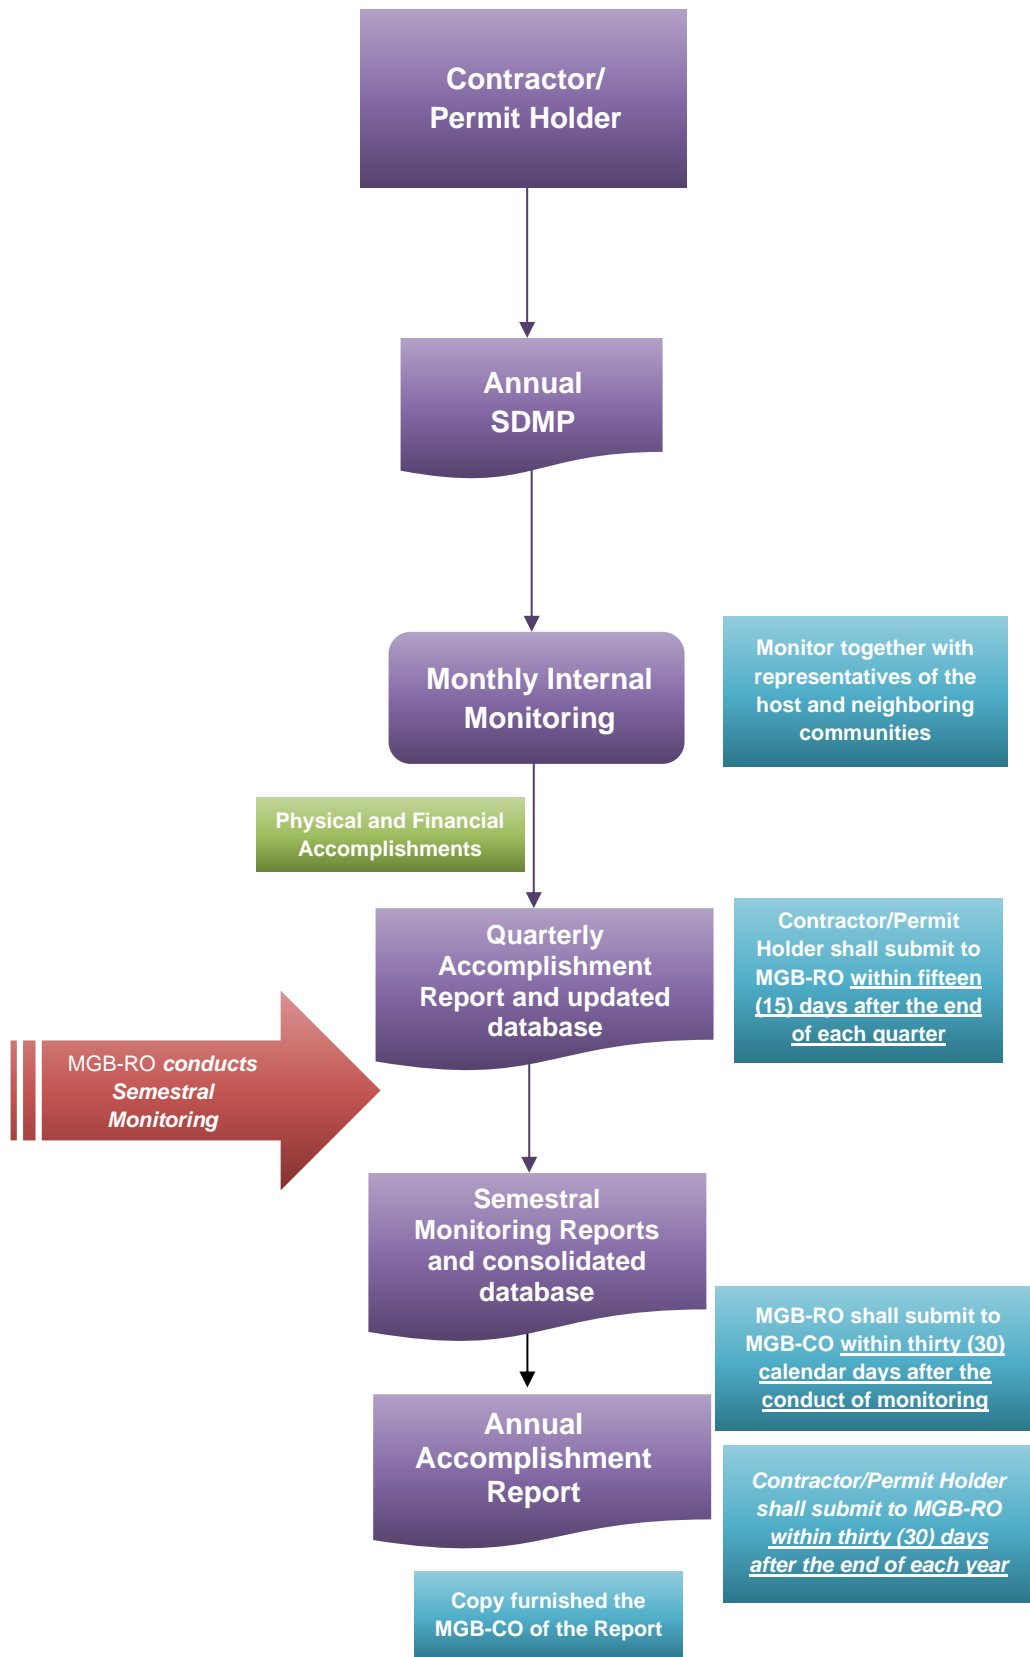 Contractor/
Permit Holder
Annual
SDMP
Monthly Internal
Monitoring
Monitor together with
representatives of the
host and neighboring
communities
Physical and Financial
Accomplishments
Quarterly
Accomplishment
Report and updated
database
Contractor/Permit
Holder shall submit to
MGB-RO within fifteen
(15) days after the end
of each quarter
MGB-RO conducts
Semestral
Monitoring
Semestral
Monitoring Reports
and consolidated
database
MGB-RO shall submit to
MGB-CO within thirty (30)
calendar days after the
conduct of monitoring
Annual
Accomplishment
Report
Contractor/Permit Holder
shall submit to MGB-RO
within thirty (30) days
after the end of each year
Copy furnished the
MGB-CO of the Report